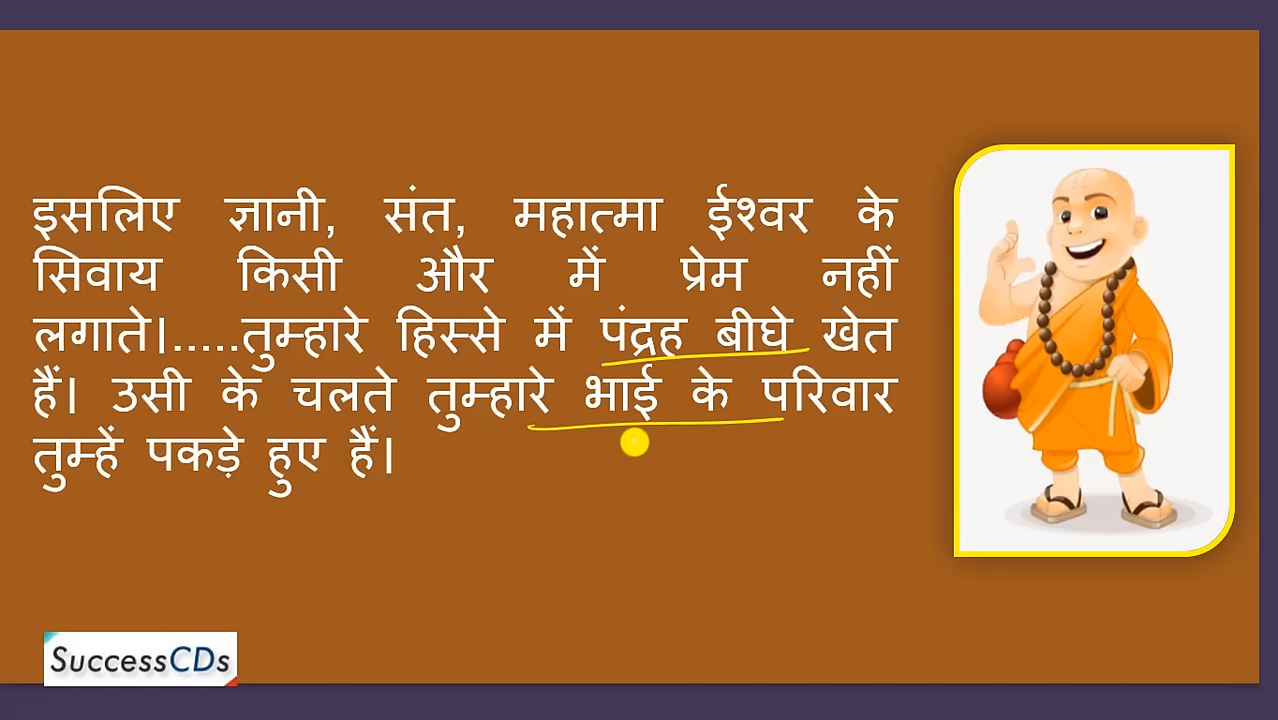 इसलिए ज्ञानी, संत, महात्मा ईश्वर के
सिवाय किसी और में प्रेम नहीं
लगाते।.....तुम्हारे हिस्से में पंद्रह बीघे खेत
हैं। उसी के चलते तुम्हारे भाई के परिवार
तुम्हें पकड़े हुए हैं।
SuccessCDs